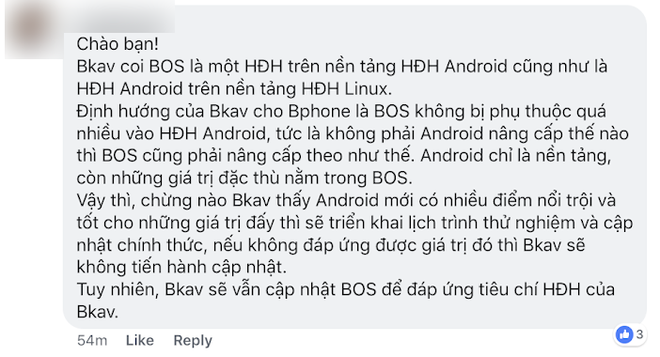 Chào bạn!
Bkav coi BOS là một HĐH trên nền tảng HĐH Android cũng như là
HĐH Android trên nền tảng HĐH Linux.
Định hướng của Bkav cho Bphone là BOS không bị phụ thuộc quá
nhiều vào HĐH Android, tức là không phải Android nâng cấp thế nào
thì BOS cũng phải nâng cấp theo như thế. Android chỉ là nền tảng,
còn những giá trị đặc thù nằm trong BOS.
Vậy thì, chừng nào Bkav thấy Android mới có nhiều điểm nổi trội và
tốt cho những giá trị đấy thì sẽ triển khai lịch trình thử nghiệm và cập
nhật chính thức, nếu không đáp ứng được giá trị đó thì Bkav sẽ
không tiến hành cập nhật.
Tuy nhiên, Bkav sẽ vẫn cập nhật BOS để đáp ứng tiêu chí HĐH của
Bkav.
54m Like Reply
3